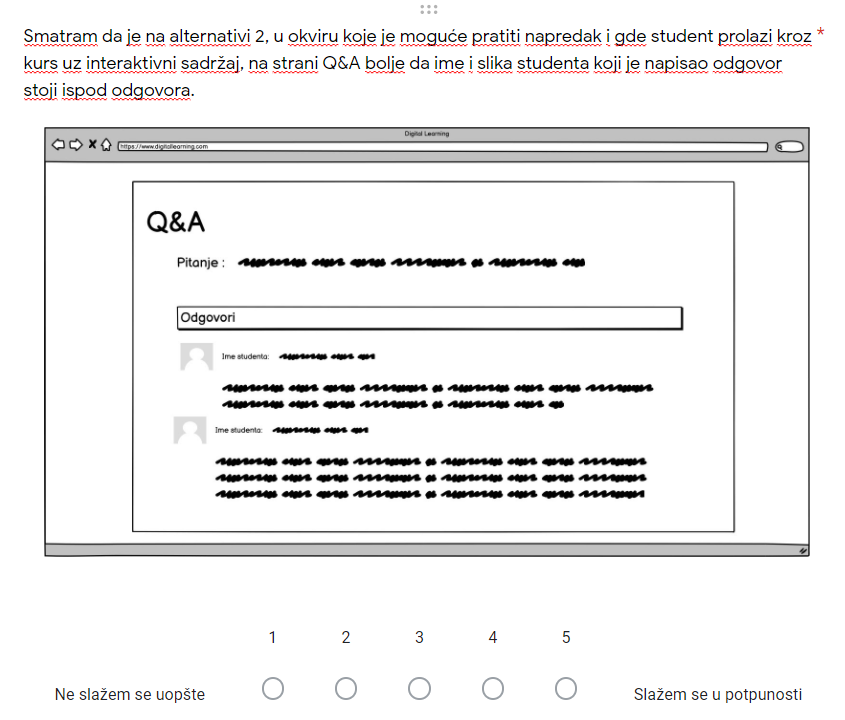 Smatram da je na alternativi 2, u okviru koje je moguće pratiti napredak i gde student prolazi kroz *
kurs uz interaktivni sadržaj, na strani Q&A bolje da ime i slika studenta koji je napisao odgovor
stoji ispod odgovora.
Digital Learning
https://www.digitallearning.com
Q&A
Pitanje :
Odgovori
Ime studenta:
Ime studenta:
1 2 3 4 5
Ne slažem se uopšte Slažem se u potpunosti